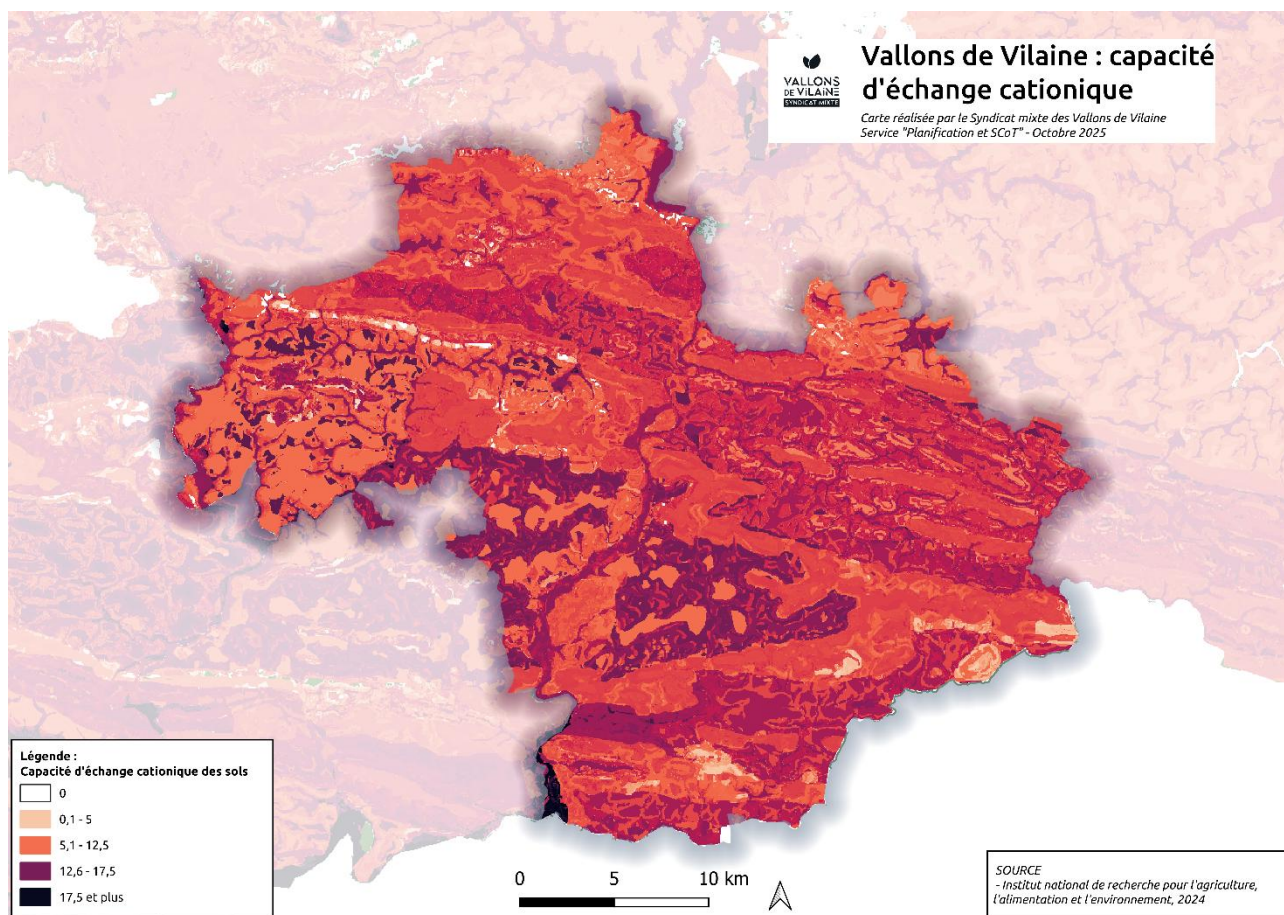 VALLONS
DE VILAINE
SYNDICAT MIXTE
Vallons de Vilaine : capacité
d'échange cationique
Carte réalisée par le Syndicat mixte des Vallons de Vilaine
Service "Planification et SCoT" - Octobre 2025
Légende :
Capacité d'échange cationique des sols
0
0,1 - 5
5,1 - 12,5
12,6 - 17,5
17,5 et plus
0 5 10 km
SOURCE
- Institut national de recherche pour l'agriculture,
l'alimentation et l'environnement, 2024